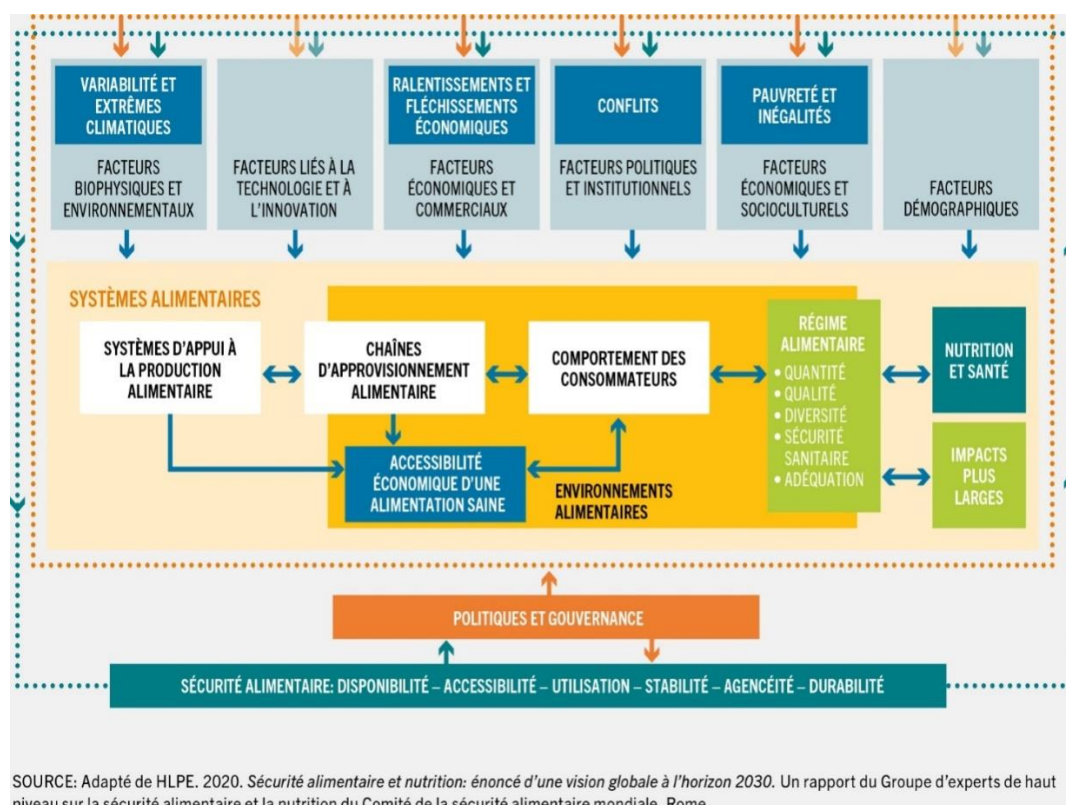 VARIABILITÉ ET
EXTRÊMES
CLIMATIQUES
FACTEURS
BIOPHYSIQUES ET
ENVIRONNEMENTAUX
FACTEURS LIÉS À LA
TECHNOLOGIE ET À
L'INNOVATION
RALENTISSEMENTS ET
FLÉCHISSEMENTS
ÉCONOMIQUES
FACTEURS
ÉCONOMIQUES ET
COMMERCIAUX
CONFLITS
FACTEURS POLITIQUES
ET INSTITUTIONNELS
PAUVRETÉ ET
INÉGALITÉS
FACTEURS
ÉCONOMIQUES ET
SOCIOCULTURELS
FACTEURS
DÉMOGRAPHIQUES
SYSTÈMES ALIMENTAIRES
SYSTÈMES D'APPUI À
LA PRODUCTION
ALIMENTAIRE
CHAÎNES
D'APPROVISIONNEMENT
ALIMENTAIRE
COMPORTEMENT DES
CONSOMMATEURS
RÉGIME
ALIMENTAIRE
• QUANTITÉ
• QUALITÉ
• DIVERSITÉ
• SÉCURITÉ
SANITAIRE
• ADÉQUATION
NUTRITION
ET SANTÉ
IMPACTS
PLUS
LARGES
ACCESSIBILITÉ
ÉCONOMIQUE D'UNE
ALIMENTATION SAINE
ENVIRONNEMENTS
ALIMENTAIRES
POLITIQUES ET GOUVERNANCE
SÉCURITÉ ALIMENTAIRE: DISPONIBILITÉ – ACCESSIBILITÉ – UTILISATION – STABILITÉ – AGENCÉITÉ – DURABILITÉ
SOURCE: Adapté de HLPE. 2020. Sécurité alimentaire et nutrition: énoncé d'une vision globale à l'horizon 2030. Un rapport du Groupe d'experts de haut
niveau sur la sécurité alimentaire et la nutrition du Comité de la sécurité alimentaire mondiale. Rome